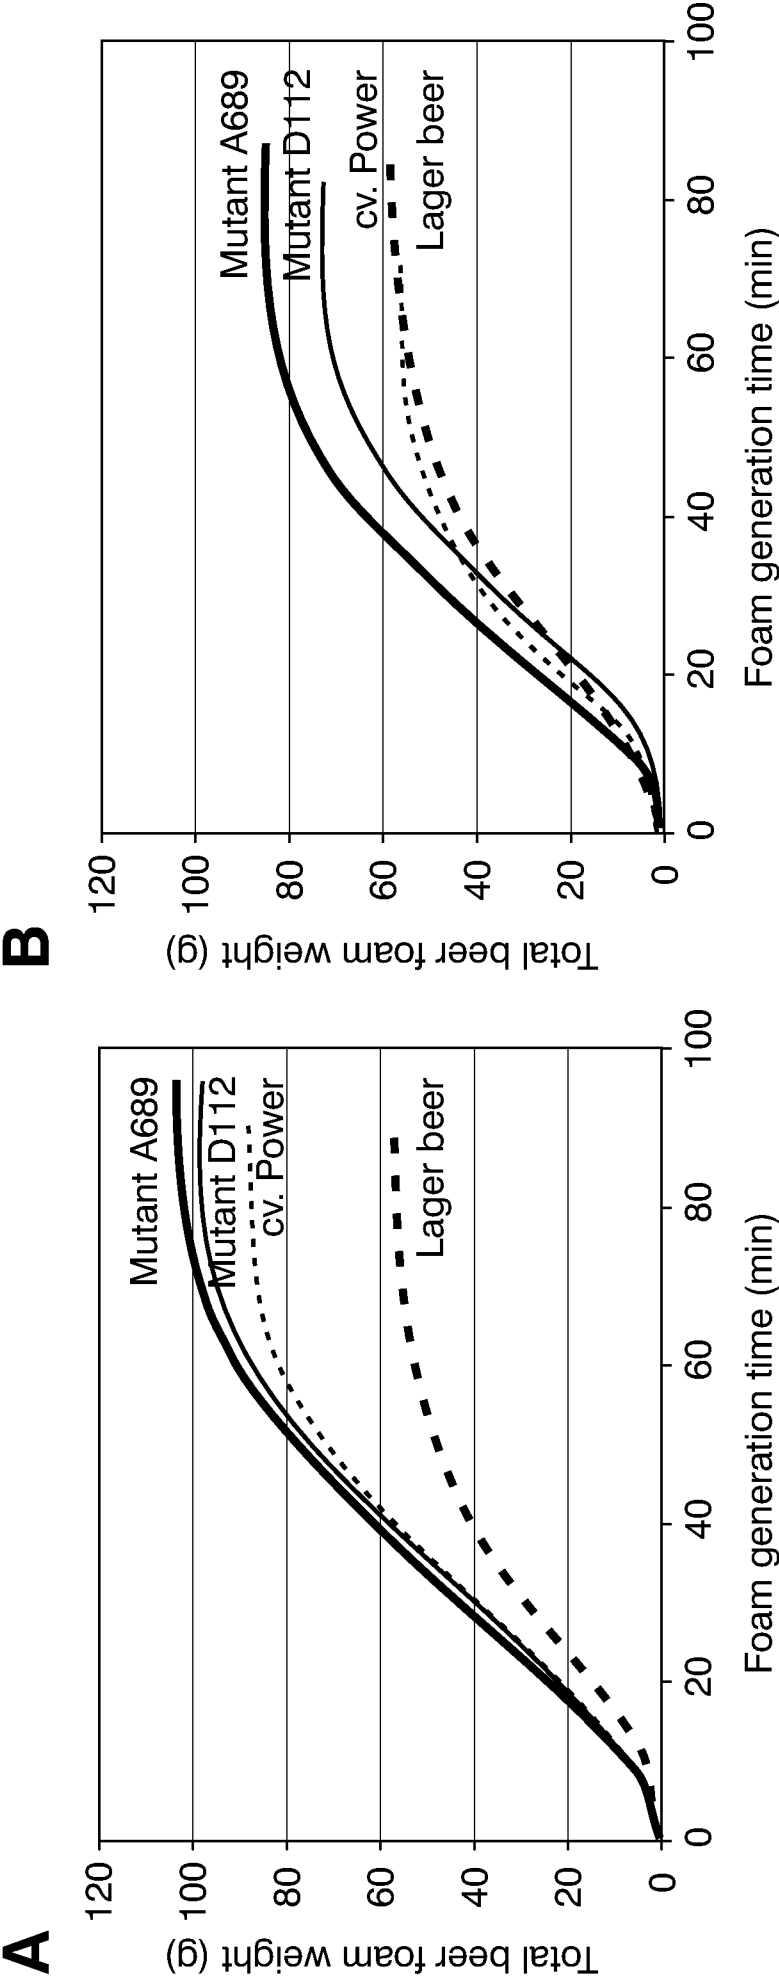 A
Total beer foam weight (g)
120
100
80
60
40
20
0
0
20
40
60
80
100
Foam generation time (min)
Mutant A689
Mutant D112
cv. Power
Lager beer
B
Total beer foam weight (g)
120
100
80
60
40
20
0
0
20
40
60
80
100
Foam generation time (min)
Mutant A689
Mutant D112
cv. Power
Lager beer